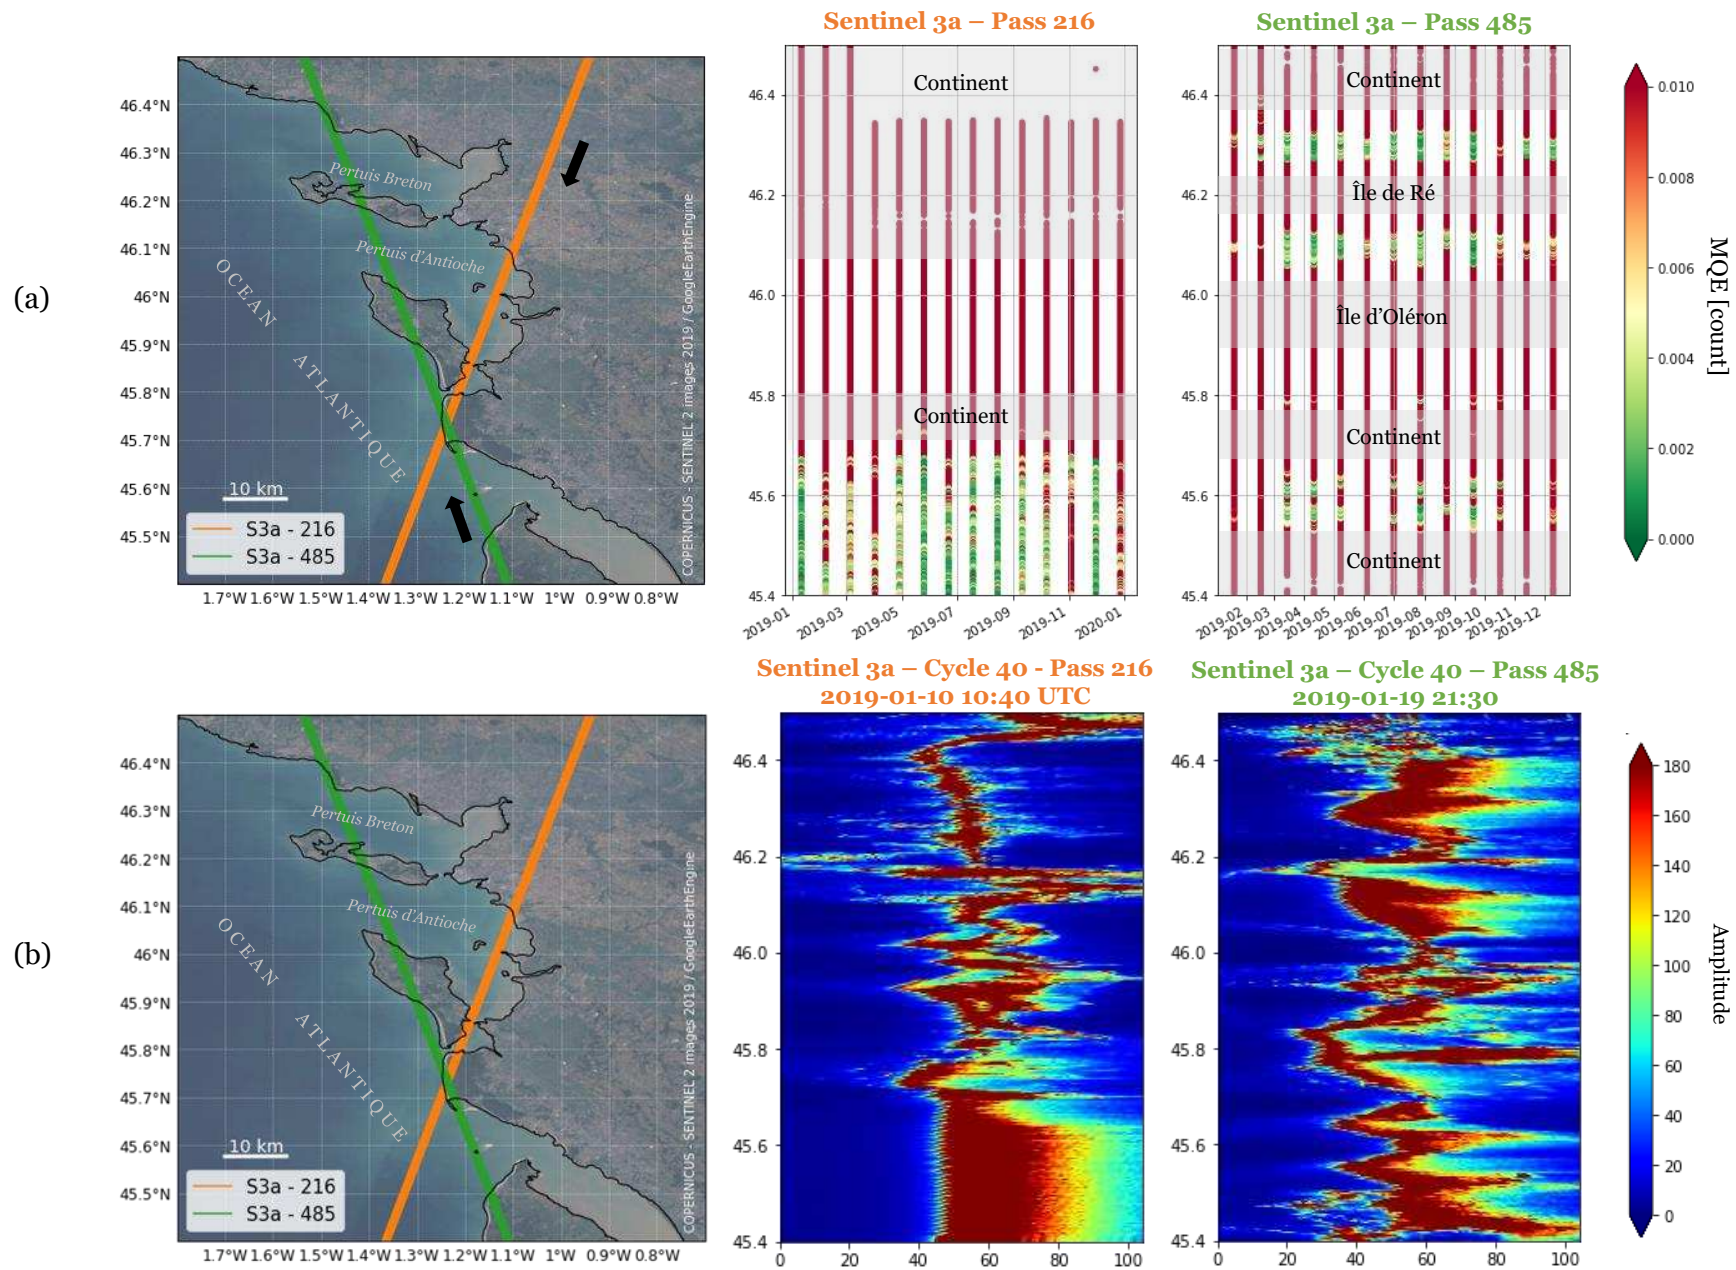 Sentinel 3a – Pass 216
Sentinel 3a – Pass 485
(a)
46.4°N
46.3°N
46.2°N
46.1°N
46°N
45.9°N
45.8°N
45.7°N
45.6°N
45.5°N
Pertuis Breton
Pertuis d'Antioche
OCEAN
ATLANTIQUE
10 km
S3a - 216
S3a - 485
COPERNICUS - SENTINEL 2 images 2019 / GoogleEarthEngine
1.7°W 1.6°W 1.5°W 1.4°W 1.3°W 1.2°W 1.1°W 1°W 0.9°W 0.8°W
46.4
46.2
46.0
45.8
45.6
45.4
Continent
Continent
2019-01 2019-03 2019-05 2019-07 2019-09 2019-11 2020-01
46.4
46.2
46.0
45.8
45.6
45.4
Continent
Île de Ré
Île d'Oléron
Continent
Continent
2019-02 2019-03 2019-04 2019-05 2019-06 2019-07 2019-08 2019-09 2019-10 2019-11 2019-12
0.010
0.008
0.006
0.004
0.002
0.000
MQE [count]
Sentinel 3a – Cycle 40 - Pass 216
2019-01-10 10:40 UTC
Sentinel 3a – Cycle 40 – Pass 485
2019-01-19 21:30
(b)
46.4°N
46.3°N
46.2°N
46.1°N
46°N
45.9°N
45.8°N
45.7°N
45.6°N
45.5°N
Pertuis Breton
Pertuis d'Antioche
OCEAN
ATLANTIQUE
10 km
S3a - 216
S3a - 485
COPERNICUS - SENTINEL 2 images 2019 / GoogleEarthEngine
1.7°W 1.6°W 1.5°W 1.4°W 1.3°W 1.2°W 1.1°W 1°W 0.9°W 0.8°W
46.4
46.2
46.0
45.8
45.6
45.4
0 20 40 60 80 100
46.4
46.2
46.0
45.8
45.6
45.4
0 20 40 60 80 100
180
160
140
120
100
80
60
40
20
0
Amplitude